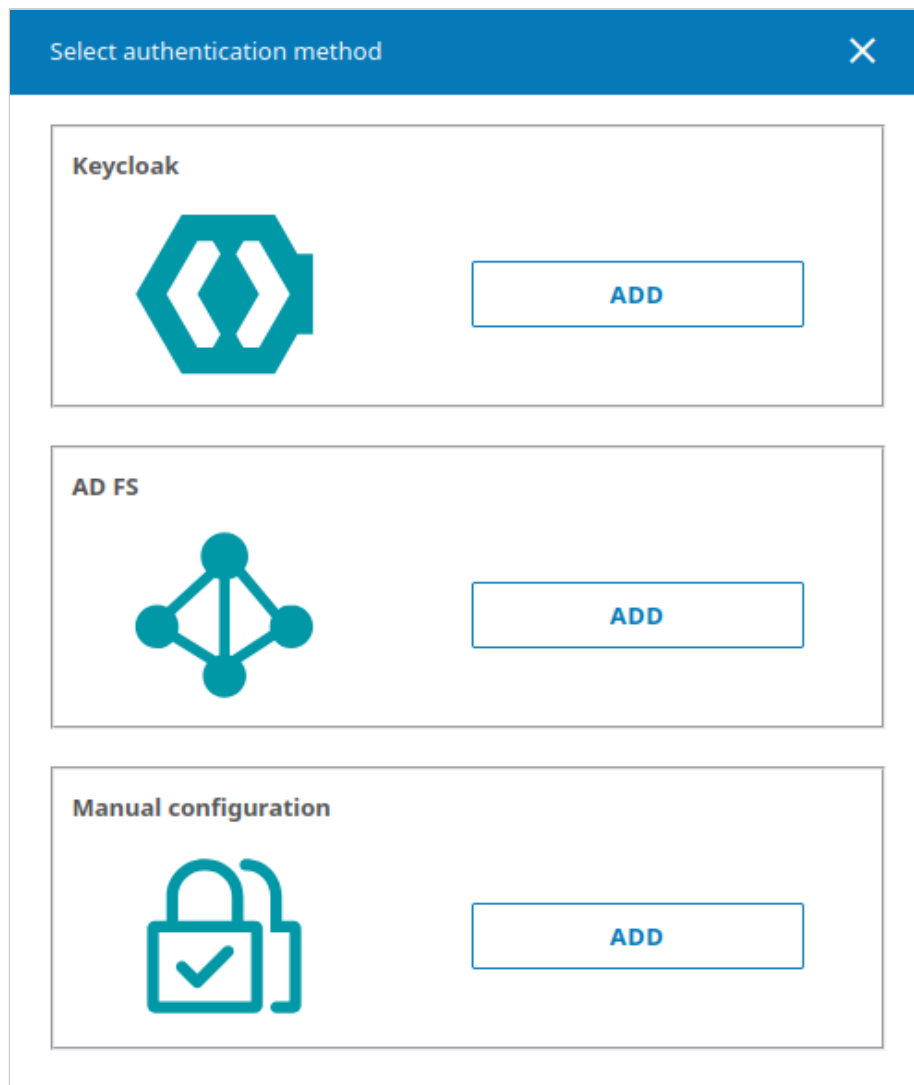 Select authentication method
Keycloak
ADD
AD FS
ADD
Manual configuration
ADD